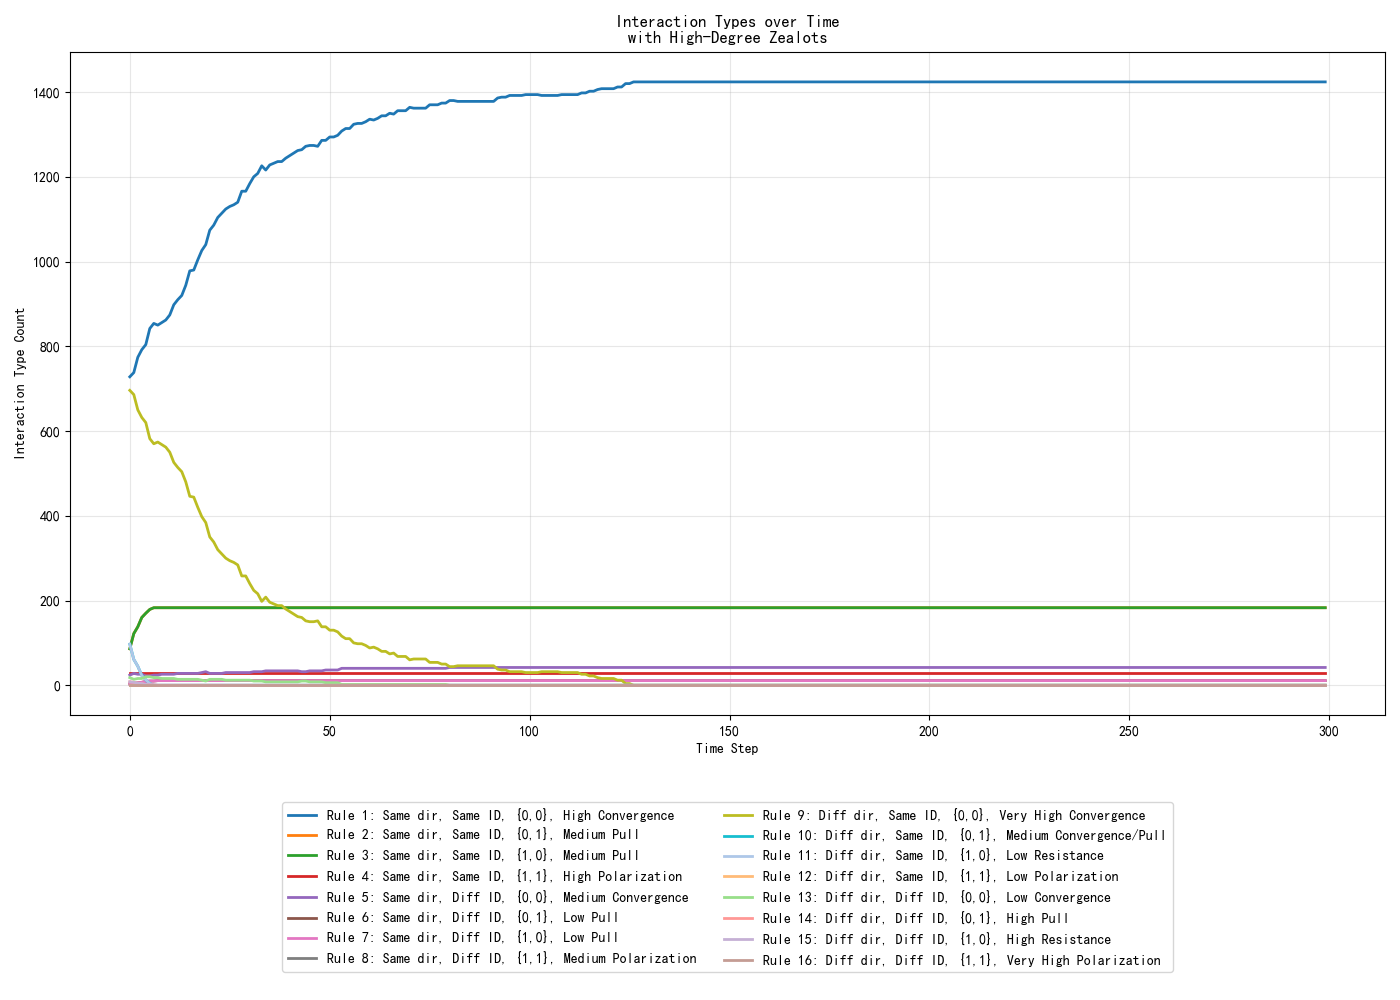 Interaction Types over Time
with High-Degree Zealots
Interaction Type Count
1400
1200
1000
800
600
400
200
0
0
50
100
150
200
250
300
Time Step
Rule 1: Same dir, Same ID, {0,0}, High Convergence
Rule 2: Same dir, Same ID, {0,1}, Medium Pull
Rule 3: Same dir, Same ID, {1,0}, Medium Pull
Rule 4: Same dir, Same ID, {1,1}, High Polarization
Rule 5: Same dir, Diff ID, {0,0}, Medium Convergence
Rule 6: Same dir, Diff ID, {0,1}, Low Pull
Rule 7: Same dir, Diff ID, {1,0}, Low Pull
Rule 8: Same dir, Diff ID, {1,1}, Medium Polarization
Rule 9: Diff dir, Same ID, {0,0}, Very High Convergence
Rule 10: Diff dir, Same ID, {0,1}, Medium Convergence/Pull
Rule 11: Diff dir, Same ID, {1,0}, Low Resistance
Rule 12: Diff dir, Same ID, {1,1}, Low Polarization
Rule 13: Diff dir, Diff ID, {0,0}, Low Convergence
Rule 14: Diff dir, Diff ID, {0,1}, High Pull
Rule 15: Diff dir, Diff ID, {1,0}, High Resistance
Rule 16: Diff dir, Diff ID, {1,1}, Very High Polarization